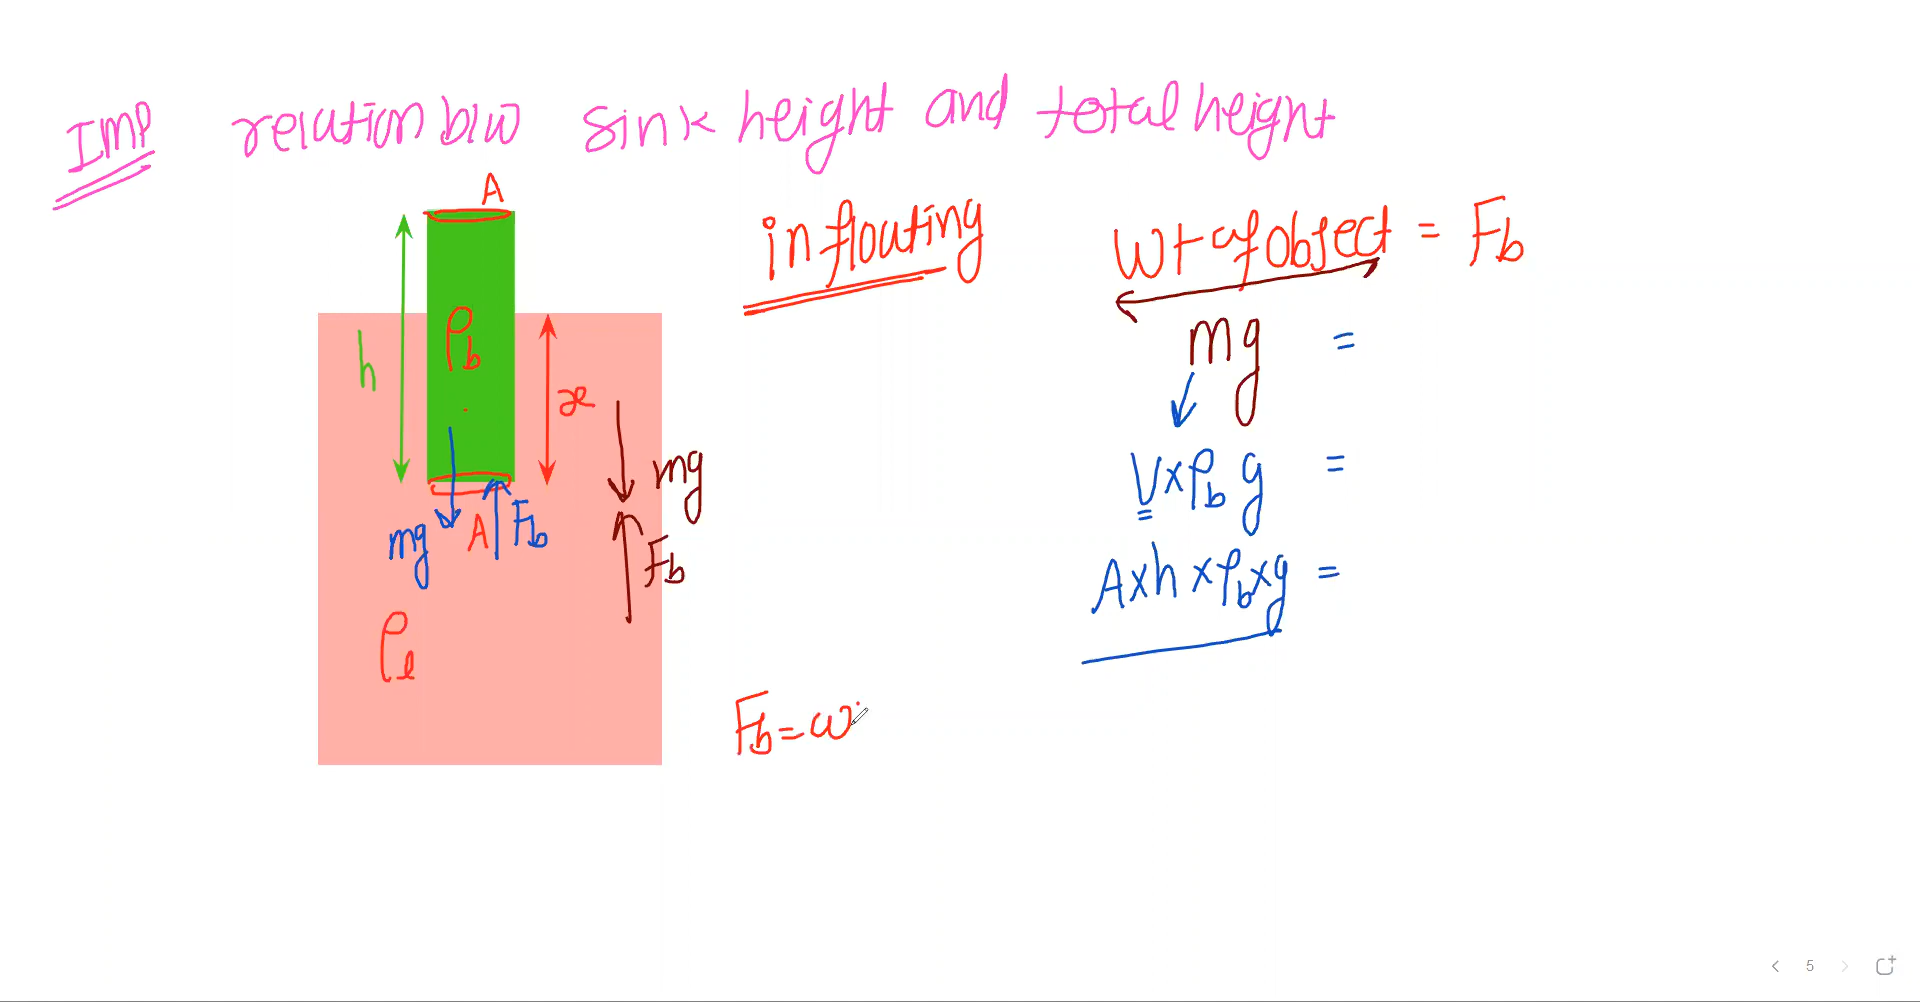 IMP relation b/w sink height and total height
A
in floating
Wt of object = Fb
h
ρb
x
mg =
mg
V×ρb g =
mg
A
Fb
Fb
A×h×ρb×g =
ρl
Fb = w
5